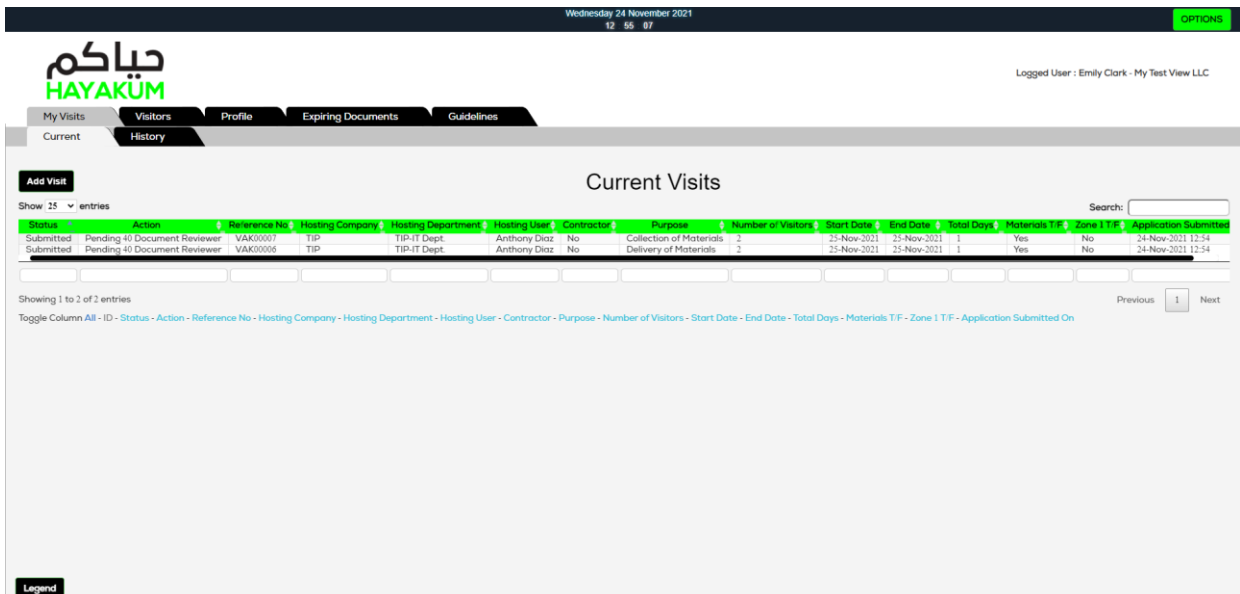 Wednesday 24 November 2021
12 55 07
OPTIONS
حياكم
HAYAKUM
Logged User : Emily Clark - My Test View LLC
My Visits Visitors Profile Expiring Documents Guidelines
Current History
Add Visit
Current Visits
Show 25 entries
Search:
Status Action Reference No Hosting Company Hosting Department Hosting User Contractor Purpose Number of Visitors Start Date End Date Total Days Materials T/F Zone 1 T/F Application Submitted
Submitted Pending 40 Document Reviewer VAK00007 TIP TIP-IT Dept. Anthony Diaz No Collection of Materials 2 25-Nov-2021 25-Nov-2021 1 Yes No 24-Nov-2021 12:54
Submitted Pending 40 Document Reviewer VAK00006 TIP TIP-IT Dept. Anthony Diaz No Delivery of Materials 2 25-Nov-2021 25-Nov-2021 1 Yes No 24-Nov-2021 12:54
Showing 1 to 2 of 2 entries
Previous 1 Next
Toggle Column All - ID - Status - Action - Reference No - Hosting Company - Hosting Department - Hosting User - Contractor - Purpose - Number of Visitors - Start Date - End Date - Total Days - Materials T/F - Zone 1 T/F - Application Submitted On
Legend